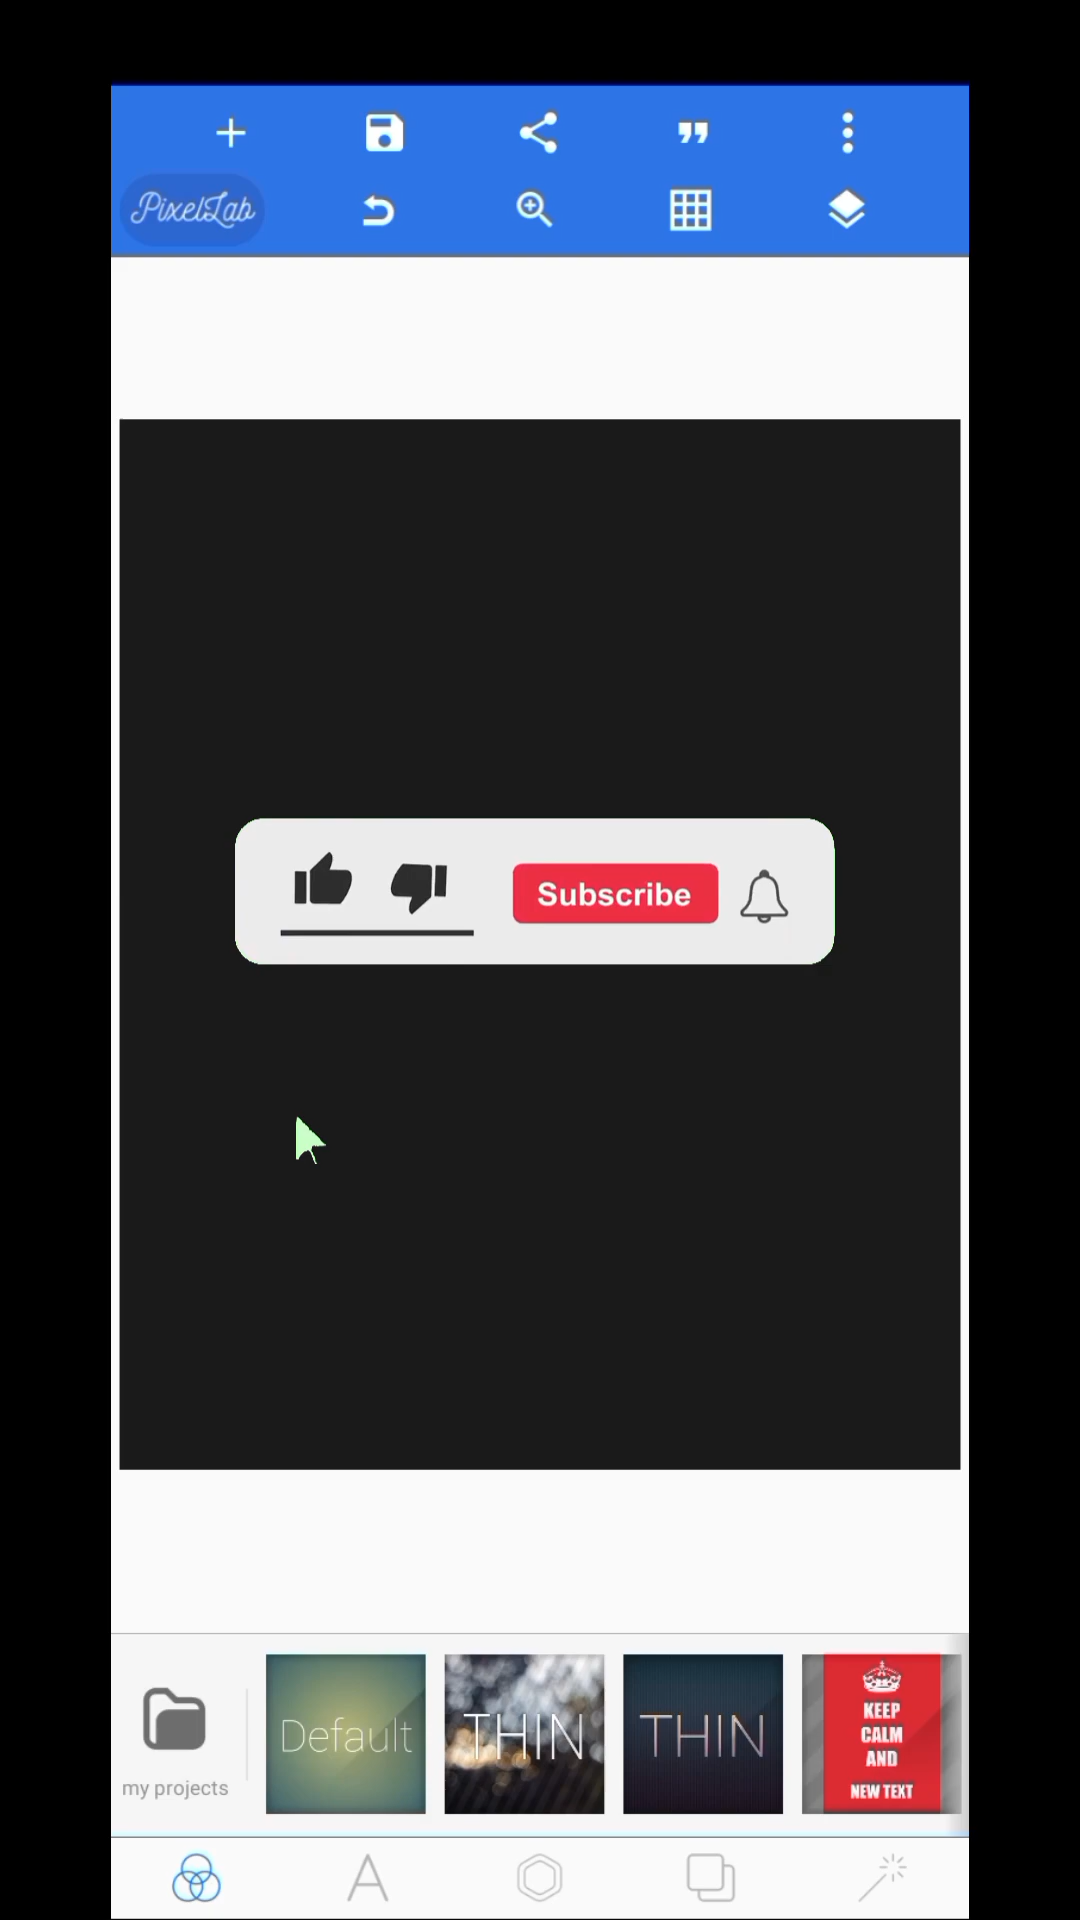 PixelLab
Subscribe
my projects
Default
THIN
THIN
KEEP
CALM
AND
NEW TEXT